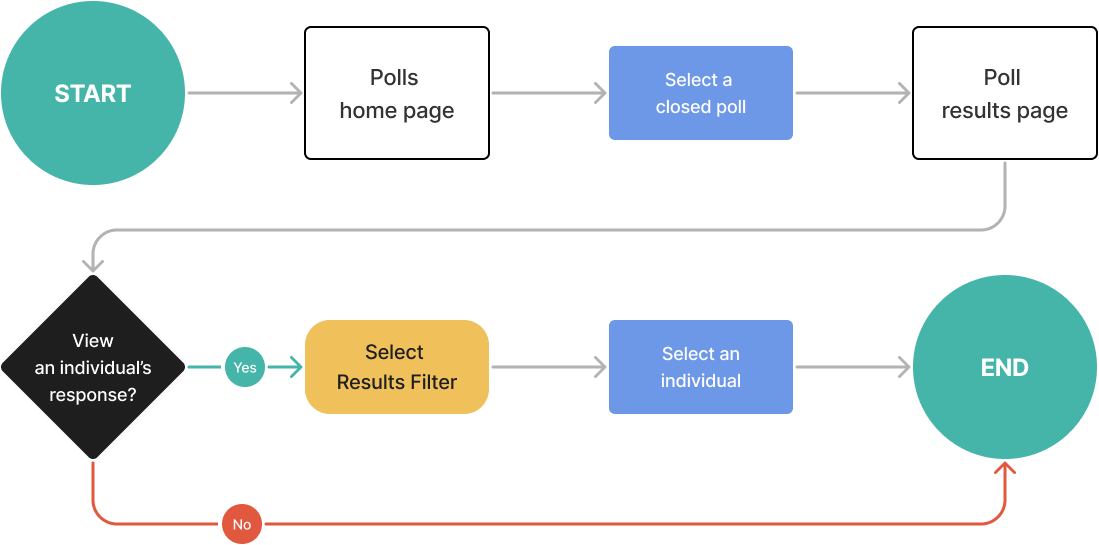 START
Polls
home page
Select a
closed poll
Poll
results page
View
an individual’s
response?
Yes
Select
Results Filter
Select an
individual
END
No